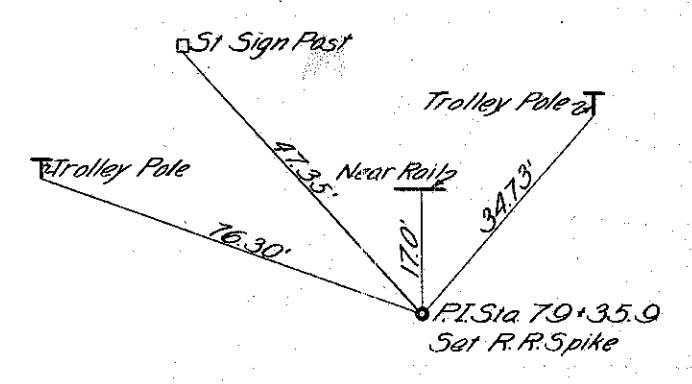 St Sign Post
Trolley Pole
Trolley Pole
Near Rail
47.35'
34.73'
76.30'
17.0'
P.I. Sta. 79+35.9
Set R.R. Spike